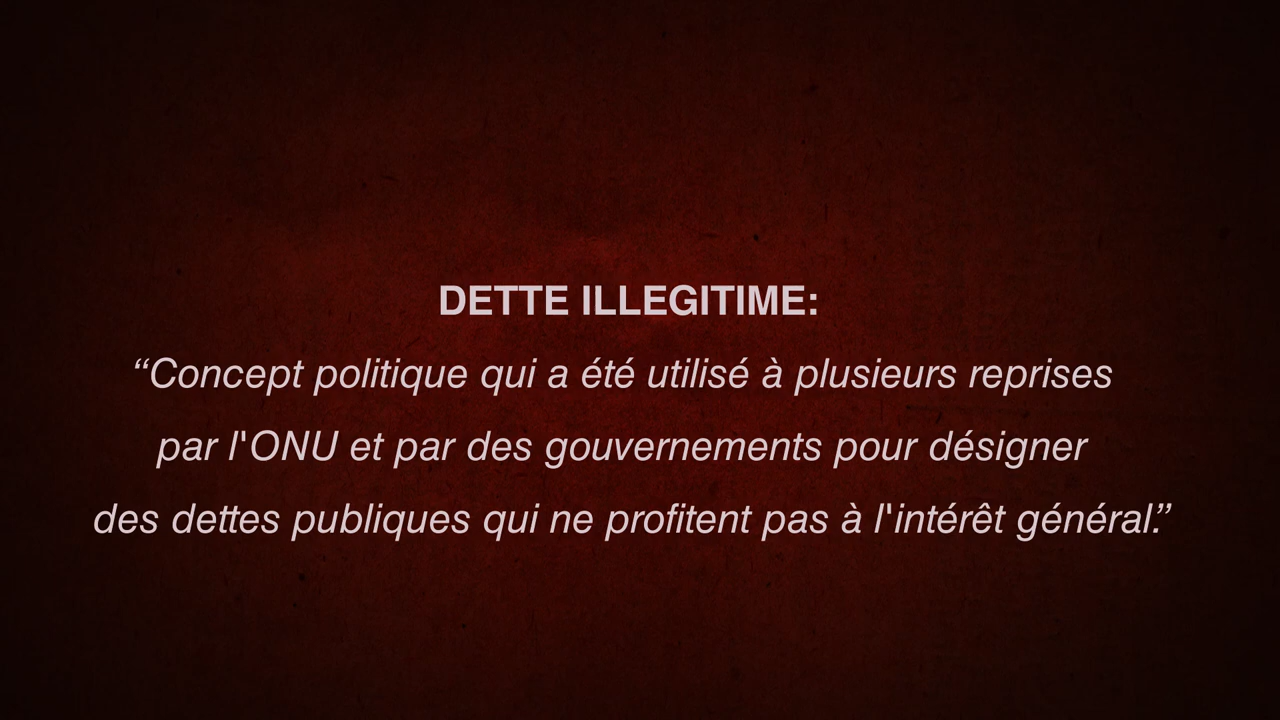 DETTE ILLEGITIME:
“Concept politique qui a été utilisé à plusieurs reprises
par l'ONU et par des gouvernements pour désigner
des dettes publiques qui ne profitent pas à l'intérêt général.”